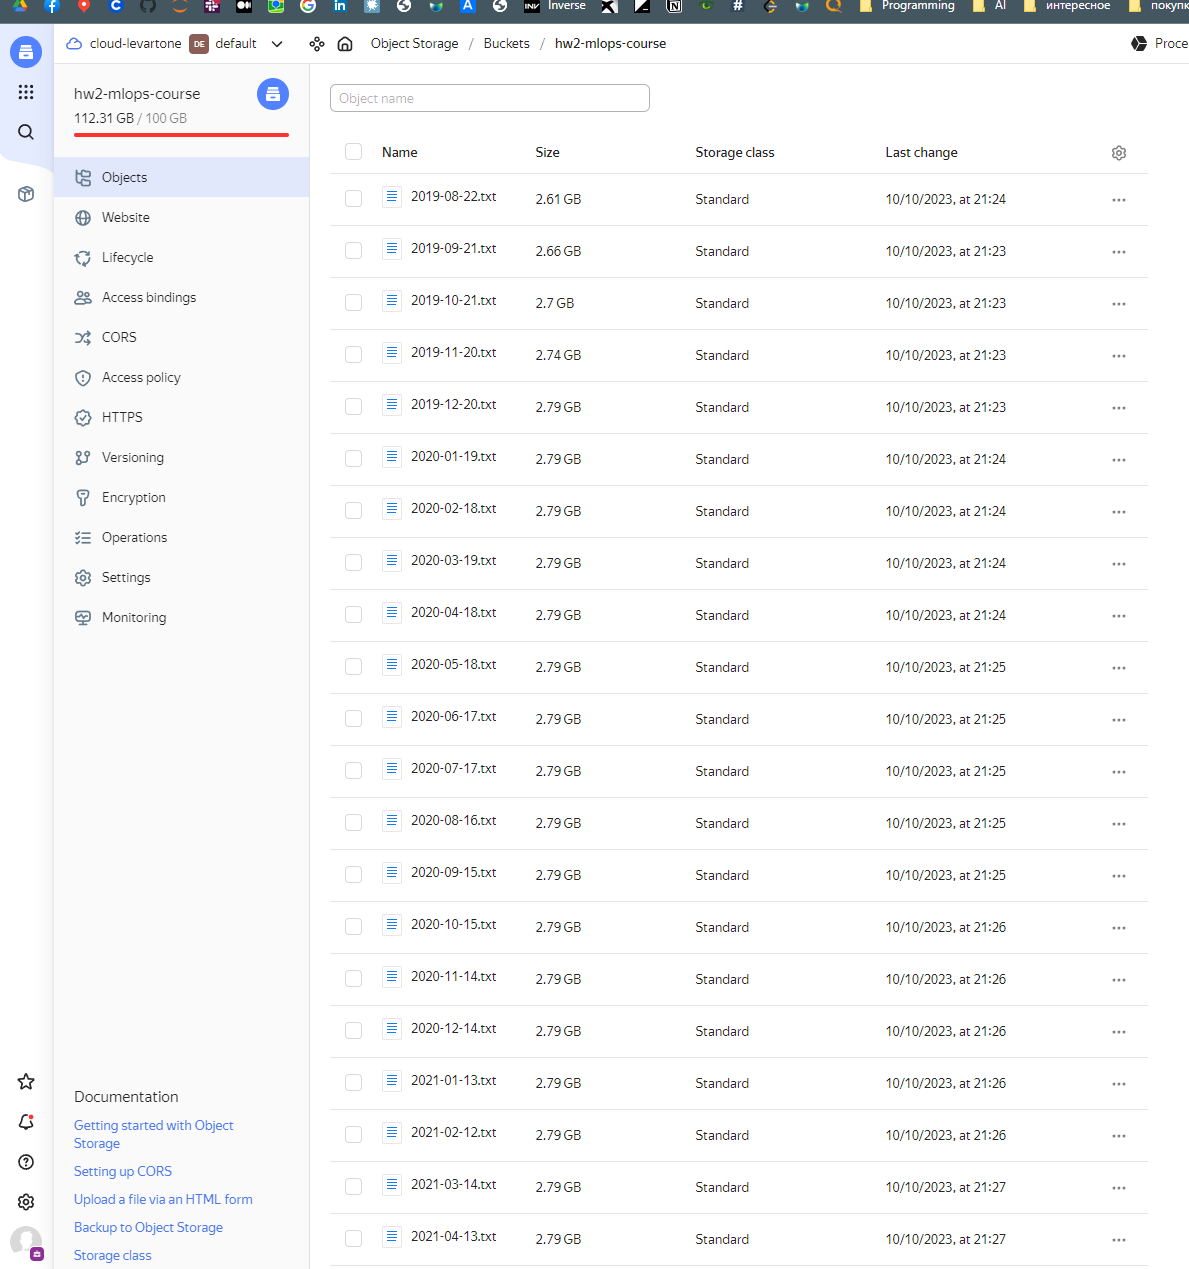 Inverse
Programming
AI
интересное
покупк
cloud-levartone DE default
Object Storage / Buckets / hw2-mlops-course
Proce
hw2-mlops-course
112.31 GB / 100 GB
Objects
Website
Lifecycle
Access bindings
CORS
Access policy
HTTPS
Versioning
Encryption
Operations
Settings
Monitoring
Documentation
Getting started with Object
Storage
Setting up CORS
Upload a file via an HTML form
Backup to Object Storage
Storage class
Object name
Name Size Storage class Last change
2019-08-22.txt 2.61 GB Standard 10/10/2023, at 21:24
2019-09-21.txt 2.66 GB Standard 10/10/2023, at 21:23
2019-10-21.txt 2.7 GB Standard 10/10/2023, at 21:23
2019-11-20.txt 2.74 GB Standard 10/10/2023, at 21:23
2019-12-20.txt 2.79 GB Standard 10/10/2023, at 21:23
2020-01-19.txt 2.79 GB Standard 10/10/2023, at 21:24
2020-02-18.txt 2.79 GB Standard 10/10/2023, at 21:24
2020-03-19.txt 2.79 GB Standard 10/10/2023, at 21:24
2020-04-18.txt 2.79 GB Standard 10/10/2023, at 21:24
2020-05-18.txt 2.79 GB Standard 10/10/2023, at 21:25
2020-06-17.txt 2.79 GB Standard 10/10/2023, at 21:25
2020-07-17.txt 2.79 GB Standard 10/10/2023, at 21:25
2020-08-16.txt 2.79 GB Standard 10/10/2023, at 21:25
2020-09-15.txt 2.79 GB Standard 10/10/2023, at 21:25
2020-10-15.txt 2.79 GB Standard 10/10/2023, at 21:26
2020-11-14.txt 2.79 GB Standard 10/10/2023, at 21:26
2020-12-14.txt 2.79 GB Standard 10/10/2023, at 21:26
2021-01-13.txt 2.79 GB Standard 10/10/2023, at 21:26
2021-02-12.txt 2.79 GB Standard 10/10/2023, at 21:26
2021-03-14.txt 2.79 GB Standard 10/10/2023, at 21:27
2021-04-13.txt 2.79 GB Standard 10/10/2023, at 21:27